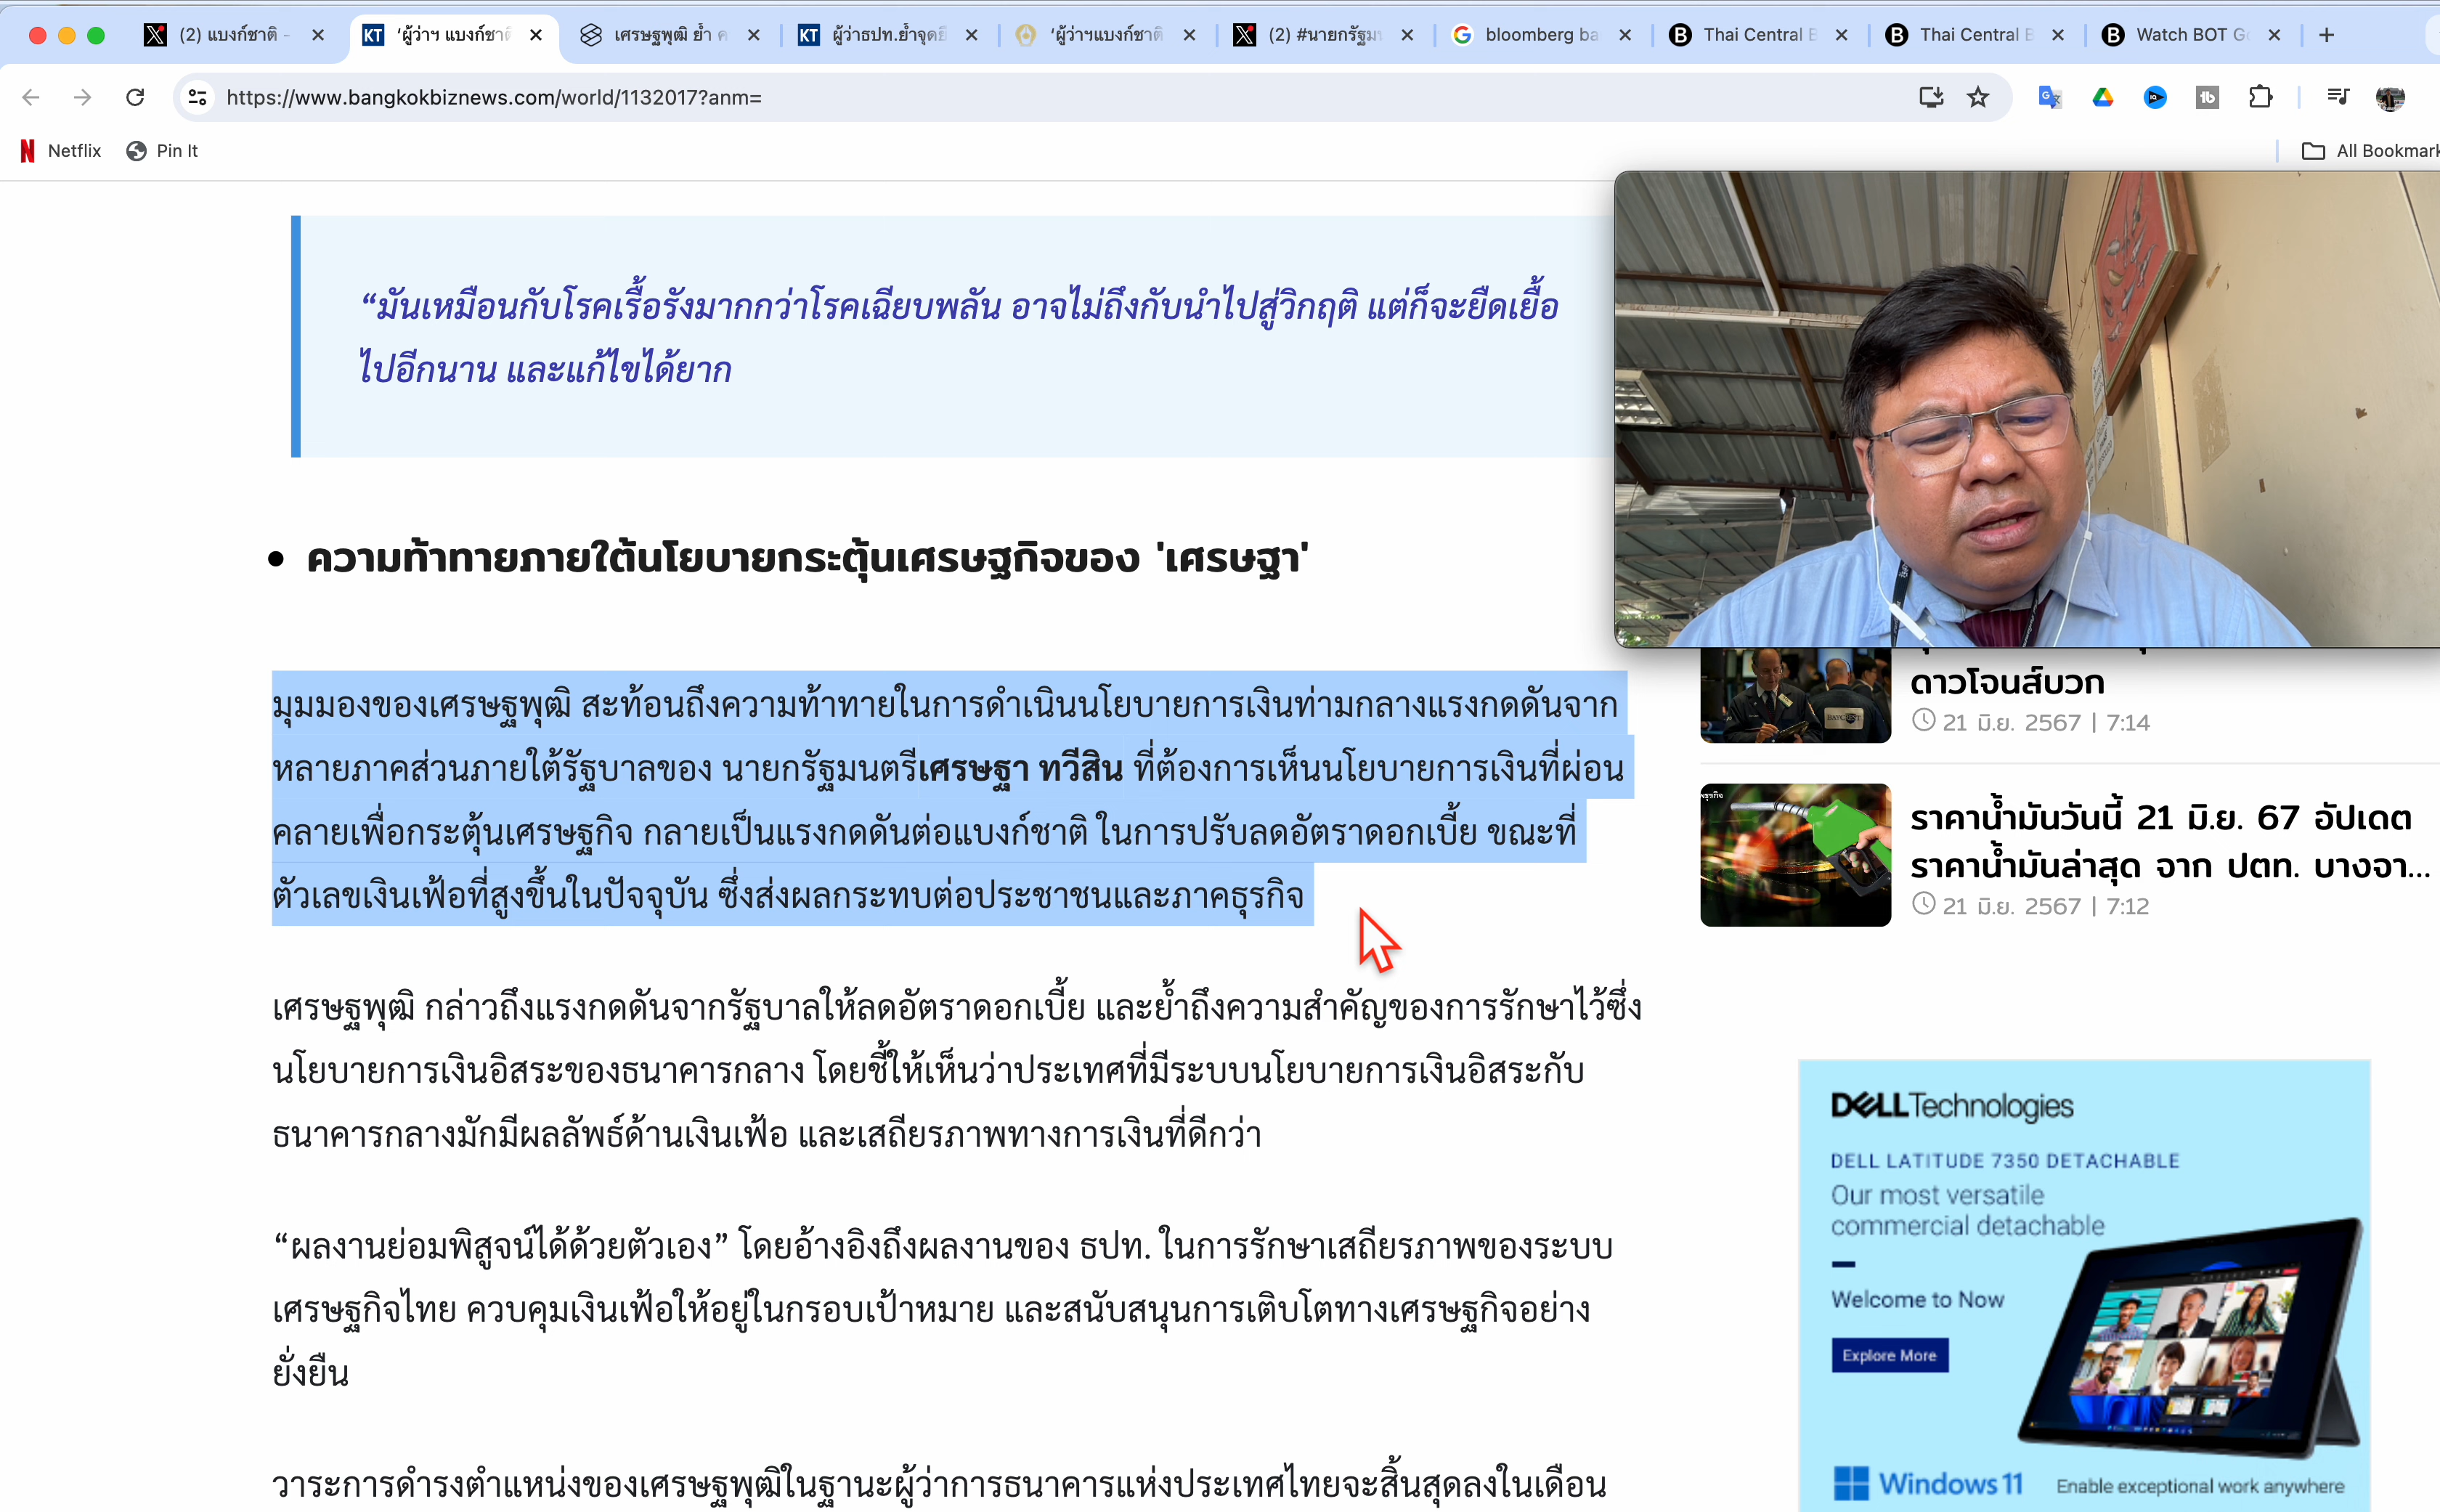 (2) แบงก์ชาติ -
KT
'ผู้ว่าฯ แบงก์ชาติ
เศรษฐพุฒิ ย้ำ
KT
ผู้ว่าธปท.ย้ำจุดยื
'ผู้ว่าฯแบงก์ชาติ
(2) #นายกรัฐม
bloomberg ba
Thai Central B
Thai Central B
Watch BOT Go
https://www.bangkokbiznews.com/world/1132017?anm=
Netflix
Pin It
All Bookmark
“มันเหมือนกับโรคเรื้อรังมากกว่าโรคเฉียบพลัน อาจไม่ถึงกับนำไปสู่วิกฤติ แต่ก็จะยืดเยื้อ
ไปอีกนาน และแก้ไขได้ยาก
• ความท้าทายภายใต้นโยบายกระตุ้นเศรษฐกิจของ 'เศรษฐา'
มุมมองของเศรษฐพุฒิ สะท้อนถึงความท้าทายในการดำเนินนโยบายการเงินท่ามกลางแรงกดดันจาก
หลายภาคส่วนภายใต้รัฐบาลของ นายกรัฐมนตรีเศรษฐา ทวีสิน ที่ต้องการเห็นนโยบายการเงินที่ผ่อน
คลายเพื่อกระตุ้นเศรษฐกิจ กลายเป็นแรงกดดันต่อแบงก์ชาติ ในการปรับลดอัตราดอกเบี้ย ขณะที่
ตัวเลขเงินเฟ้อที่สูงขึ้นในปัจจุบัน ซึ่งส่งผลกระทบต่อประชาชนและภาคธุรกิจ
เศรษฐพุฒิ กล่าวถึงแรงกดดันจากรัฐบาลให้ลดอัตราดอกเบี้ย และย้ำถึงความสำคัญของการรักษาไว้ซึ่ง
นโยบายการเงินอิสระของธนาคารกลาง โดยชี้ให้เห็นว่าประเทศที่มีระบบนโยบายการเงินอิสระกับ
ธนาคารกลางมักมีผลลัพธ์ด้านเงินเฟ้อ และเสถียรภาพทางการเงินที่ดีกว่า
“ผลงานย่อมพิสูจน์ได้ด้วยตัวเอง” โดยอ้างอิงถึงผลงานของ ธปท. ในการรักษาเสถียรภาพของระบบ
เศรษฐกิจไทย ควบคุมเงินเฟ้อให้อยู่ในกรอบเป้าหมาย และสนับสนุนการเติบโตทางเศรษฐกิจอย่าง
ยั่งยืน
วาระการดำรงตำแหน่งของเศรษฐพุฒิในฐานะผู้ว่าการธนาคารแห่งประเทศไทยจะสิ้นสุดลงในเดือน
ดาวโจนส์บวก
21 มิ.ย. 2567 | 7:14
ราคาน้ำมันวันนี้ 21 มิ.ย. 67 อัปเดต
ราคาน้ำมันล่าสุด จาก ปตท. บางจา...
21 มิ.ย. 2567 | 7:12
DELL Technologies
DELL LATITUDE 7350 DETACHABLE
Our most versatile
commercial detachable
Welcome to Now
Explore More
Windows 11
Enable exceptional work anywhere